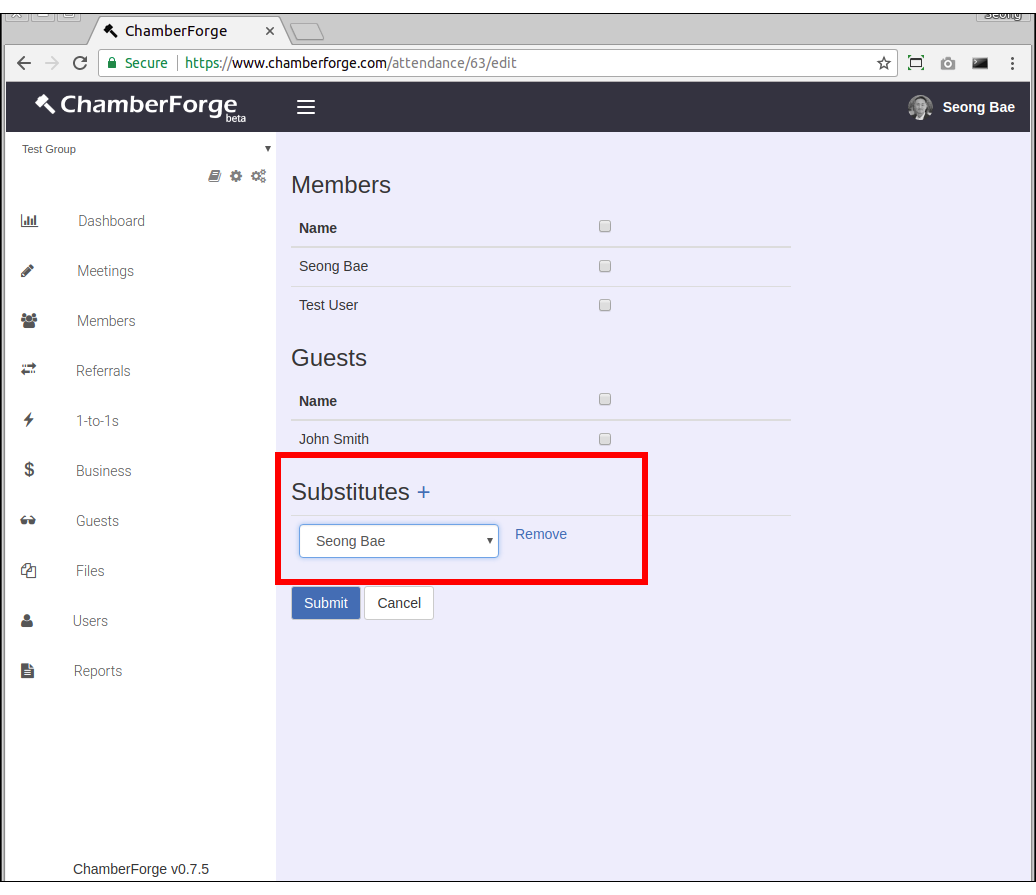 Seong
ChamberForge ×
Secure https://www.chamberforge.com/attendance/63/edit
ChamberForge
beta
Seong Bae
Test Group
Dashboard
Meetings
Members
Referrals
1-to-1s
Business
Guests
Files
Users
Reports
ChamberForge v0.7.5
Members
Name
Seong Bae
Test User
Guests
Name
John Smith
Substitutes +
Seong Bae
Remove
Submit
Cancel